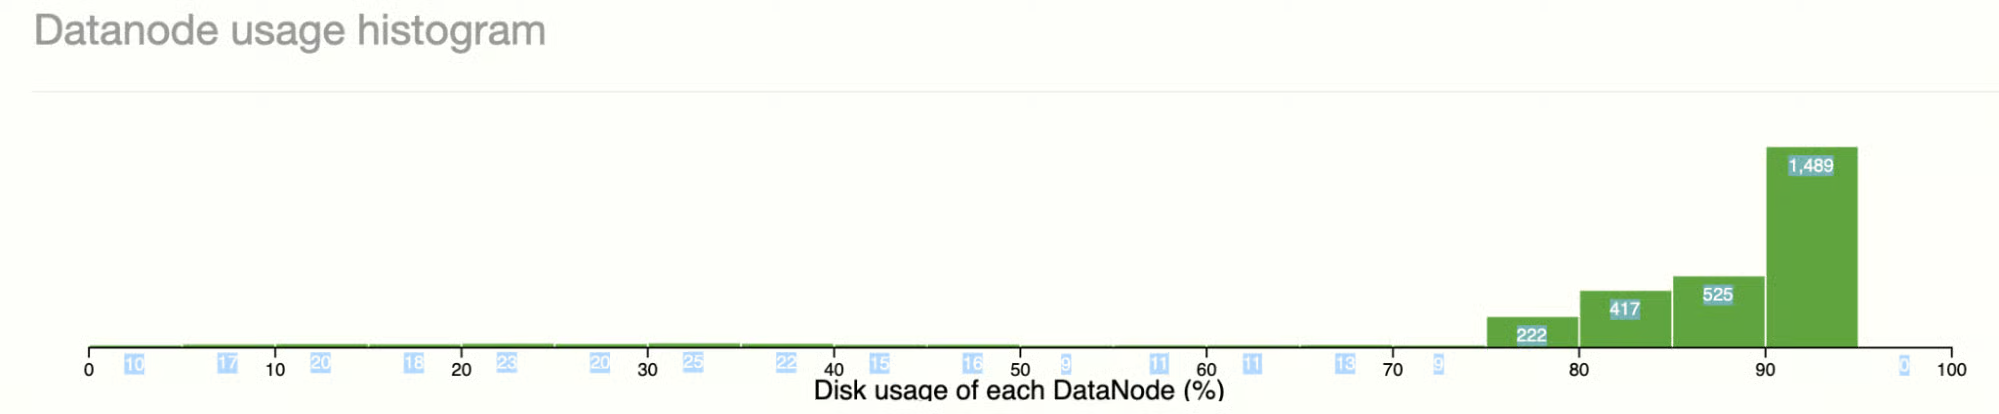 Datanode usage histogram
1,489
525
417
222
10 17 20 18 23 20 25 22 15 16 9 11 11 13 9 0
0 10 20 30 40 50 60 70 80 90 100
Disk usage of each DataNode (%)